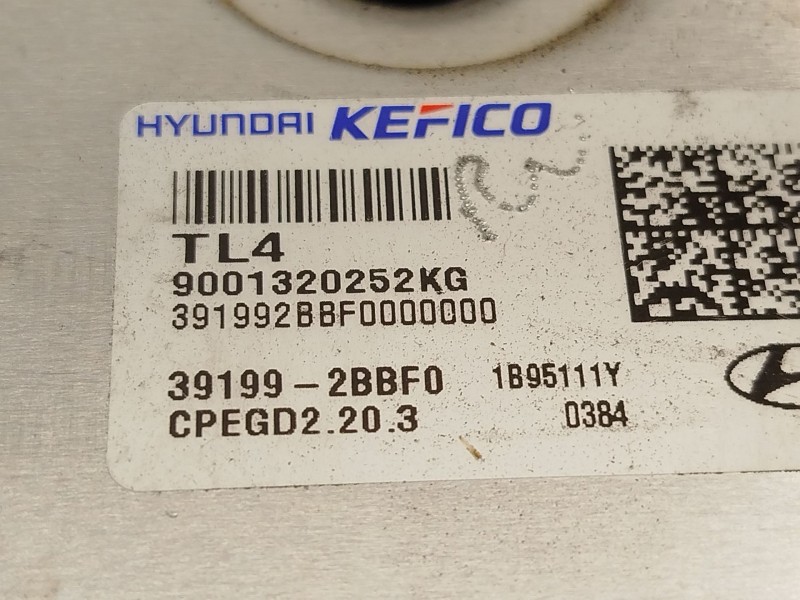 HYUNDAI KEFICO
TL4
9001320252KG
391992BBF0000000
39199-2BBF0 1B95111Y
CPEGD2.20.3 0384